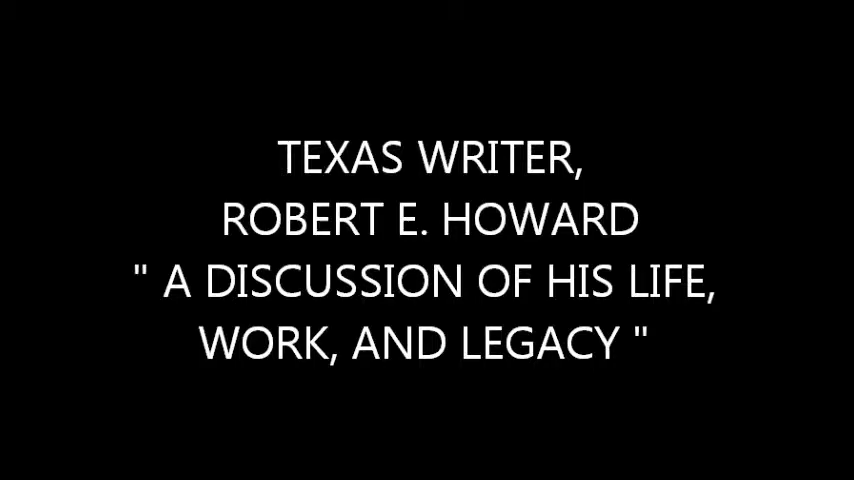 TEXAS WRITER,
ROBERT E. HOWARD
" A DISCUSSION OF HIS LIFE,
WORK, AND LEGACY "